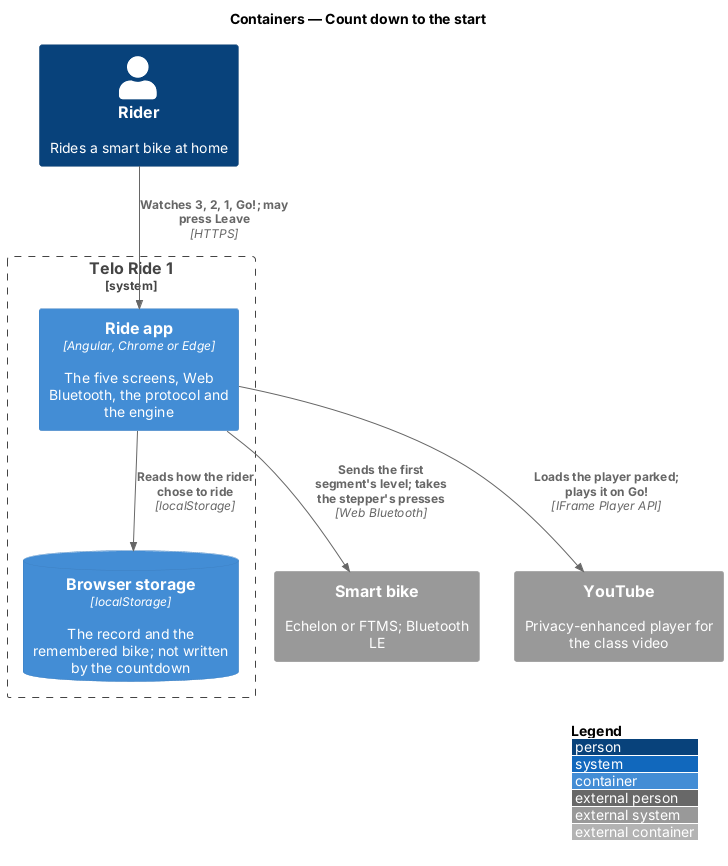 Containers — Count down to the start
Rider
Rides a smart bike at home
Watches 3, 2, 1, Go!; may
press Leave
[HTTPS]
Telo Ride 1
[system]
Ride app
[Angular, Chrome or Edge]
The five screens, Web
Bluetooth, the protocol and
the engine
Reads how the rider
chose to ride
[localStorage]
Sends the first
segment's level; takes
the stepper's presses
[Web Bluetooth]
Loads the player parked;
plays it on Go!
[IFrame Player API]
Browser storage
[localStorage]
The record and the
remembered bike; not written
by the countdown
Smart bike
Echelon or FTMS; Bluetooth
LE
YouTube
Privacy-enhanced player for
the class video
Legend
person
system
container
external person
external system
external container